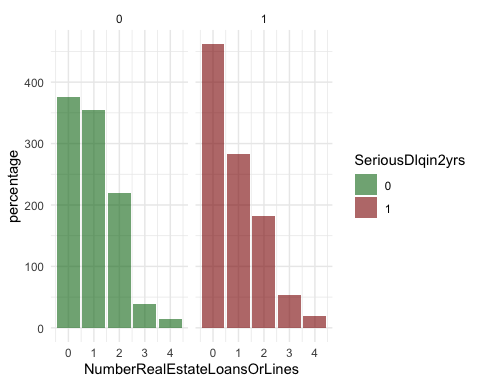 0 1
400
300
200
100
0
percentage
0 1 2 3 4 0 1 2 3 4
NumberRealEstateLoansOrLines
SeriousDlqin2yrs
0
1